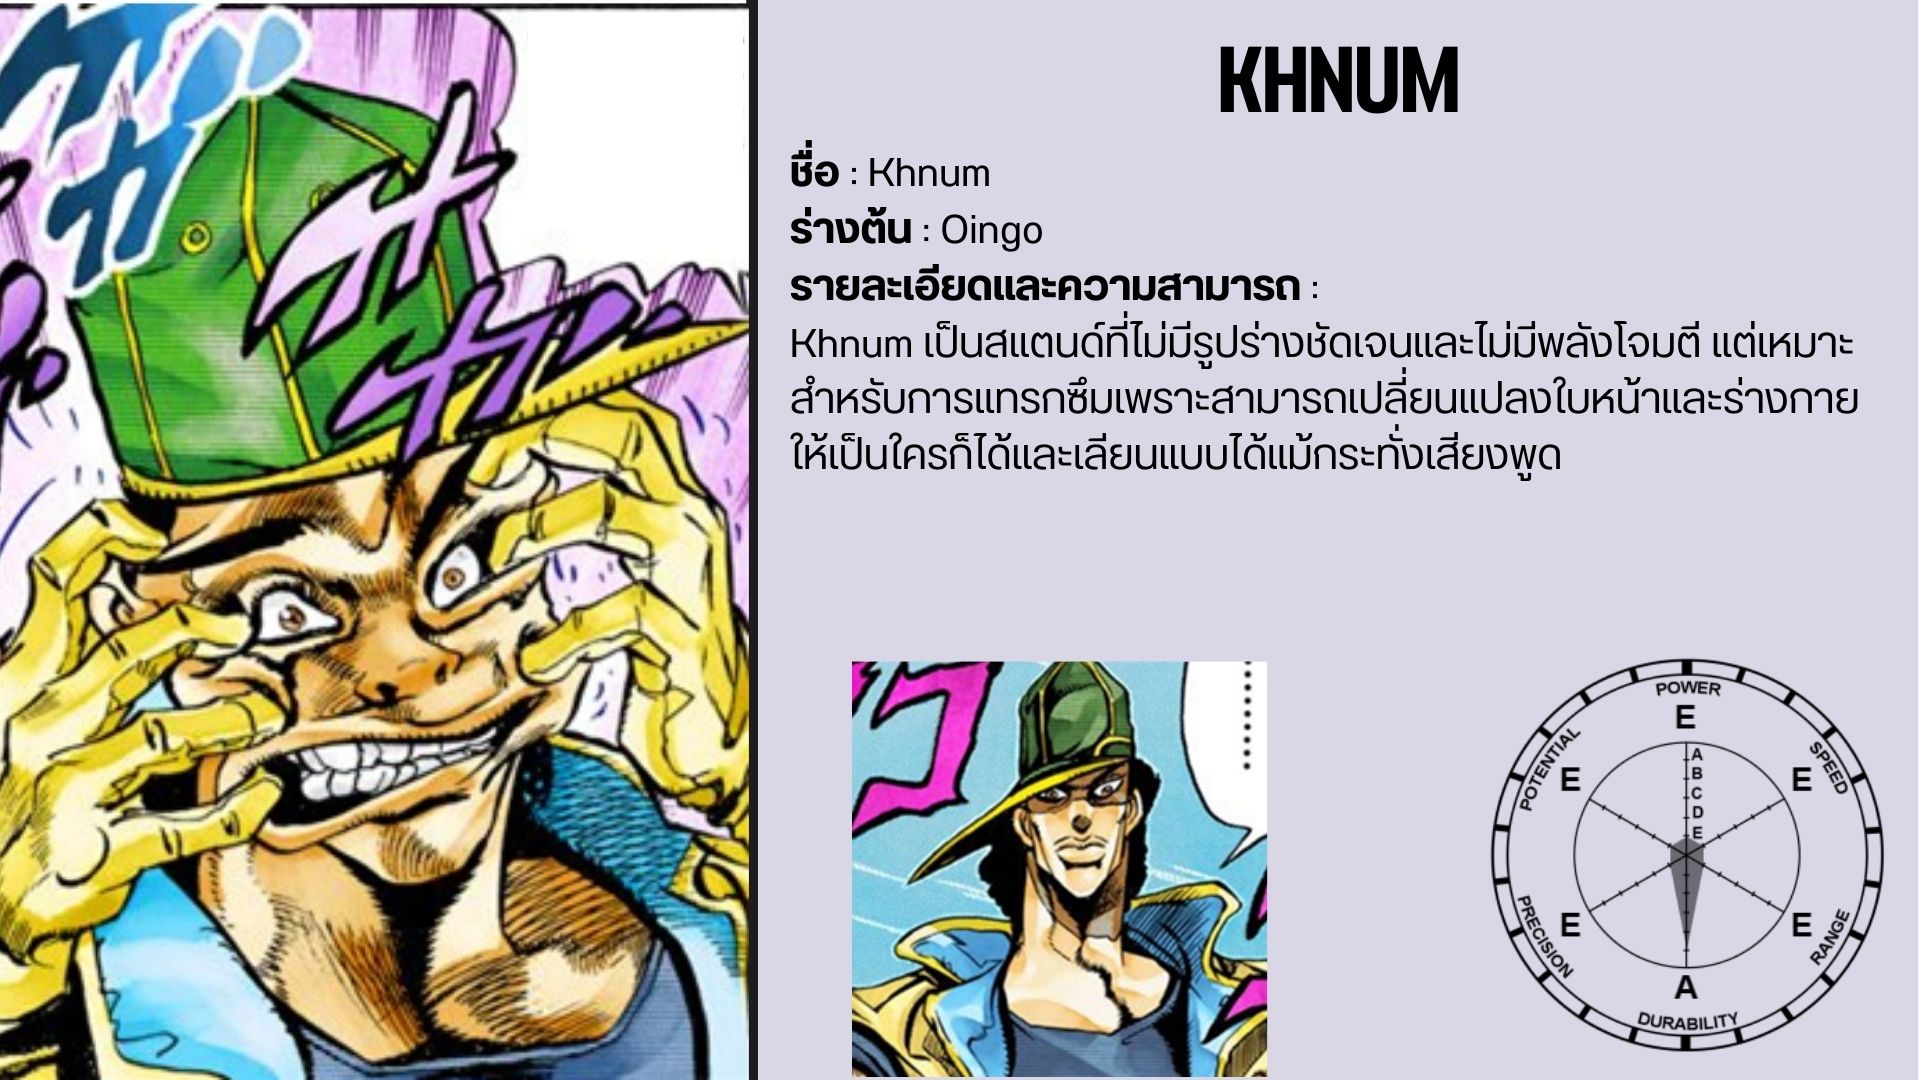 KHNUM
ชื่อ : Khnum
ร่างต้น : Oingo
รายละเอียดและความสามารถ :
Khnum เป็นสแตนด์ที่ไม่มีรูปร่างชัดเจนและไม่มีพลังโจมตี แต่เหมาะ
สำหรับการแทรกซึมเพราะสามารถเปลี่ยนแปลงใบหน้าและร่างกาย
ให้เป็นใครก็ได้และเลียนแบบได้แม้กระทั่งเสียงพูด
POWER
E
SPEED
E
RANGE
E
DURABILITY
A
PRECISION
E
POTENTIAL
E
A
B
C
D
E